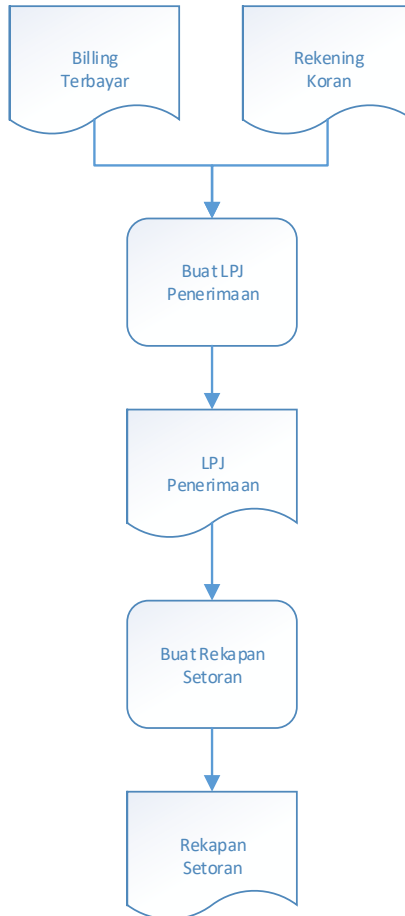 Billing
Terbayar
Rekening
Koran
Buat LPJ
Penerimaan
LPJ
Penerimaan
Buat Rekapan
Setoran
Rekapan
Setoran